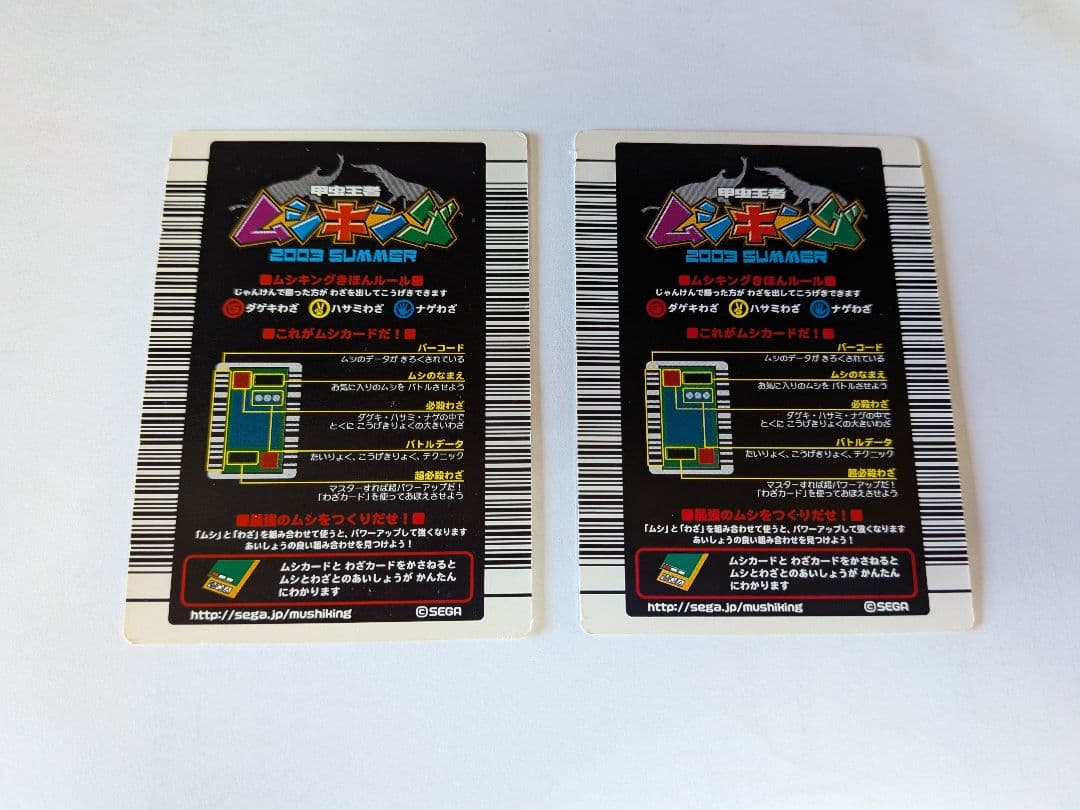 甲虫王者
ムシキング
2003 SUMMER
■ムシキングきほんルール■
じゃんけんで勝った方が わざを出してこうげきできます
ダゲキわざ ハサミわざ ナゲわざ
■これがムシカードだ！■
バーコード
ムシのデータが きろくされている
ムシのなまえ
お気に入りのムシを バトルさせよう
必殺わざ
ダゲキ・ハサミ・ナゲの中で
とくに こうげきりょくの大きいわざ
バトルデータ
たいりょく、こうげきりょく、テクニック
超必殺わざ
マスターすれば超パワーアップだ！
「わざカード」を使っておぼえさせよう
■最強のムシをつくりだせ！■
「ムシ」と「わざ」を組み合わせて使うと、パワーアップして強くなります
あいしょうの良い組み合わせを見つけよう！
ムシカードと わざカードをかさねると
ムシとわざとのあいしょうが かんたん
にわかります
http://sega.jp/mushiking ©SEGA
甲虫王者
ムシキング
2003 SUMMER
■ムシキングきほんルール■
じゃんけんで勝った方が わざを出してこうげきできます
ダゲキわざ ハサミわざ ナゲわざ
■これがムシカードだ！■
バーコード
ムシのデータが きろくされている
ムシのなまえ
お気に入りのムシを バトルさせよう
必殺わざ
ダゲキ・ハサミ・ナゲの中で
とくに こうげきりょくの大きいわざ
バトルデータ
たいりょく、こうげきりょく、テクニック
超必殺わざ
マスターすれば超パワーアップだ！
「わざカード」を使っておぼえさせよう
■最強のムシをつくりだせ！■
「ムシ」と「わざ」を組み合わせて使うと、パワーアップして強くなります
あいしょうの良い組み合わせを見つけよう！
ムシカードと わざカードをかさねると
ムシとわざとのあいしょうが かんたん
にわかります
http://sega.jp/mushiking ©SEGA